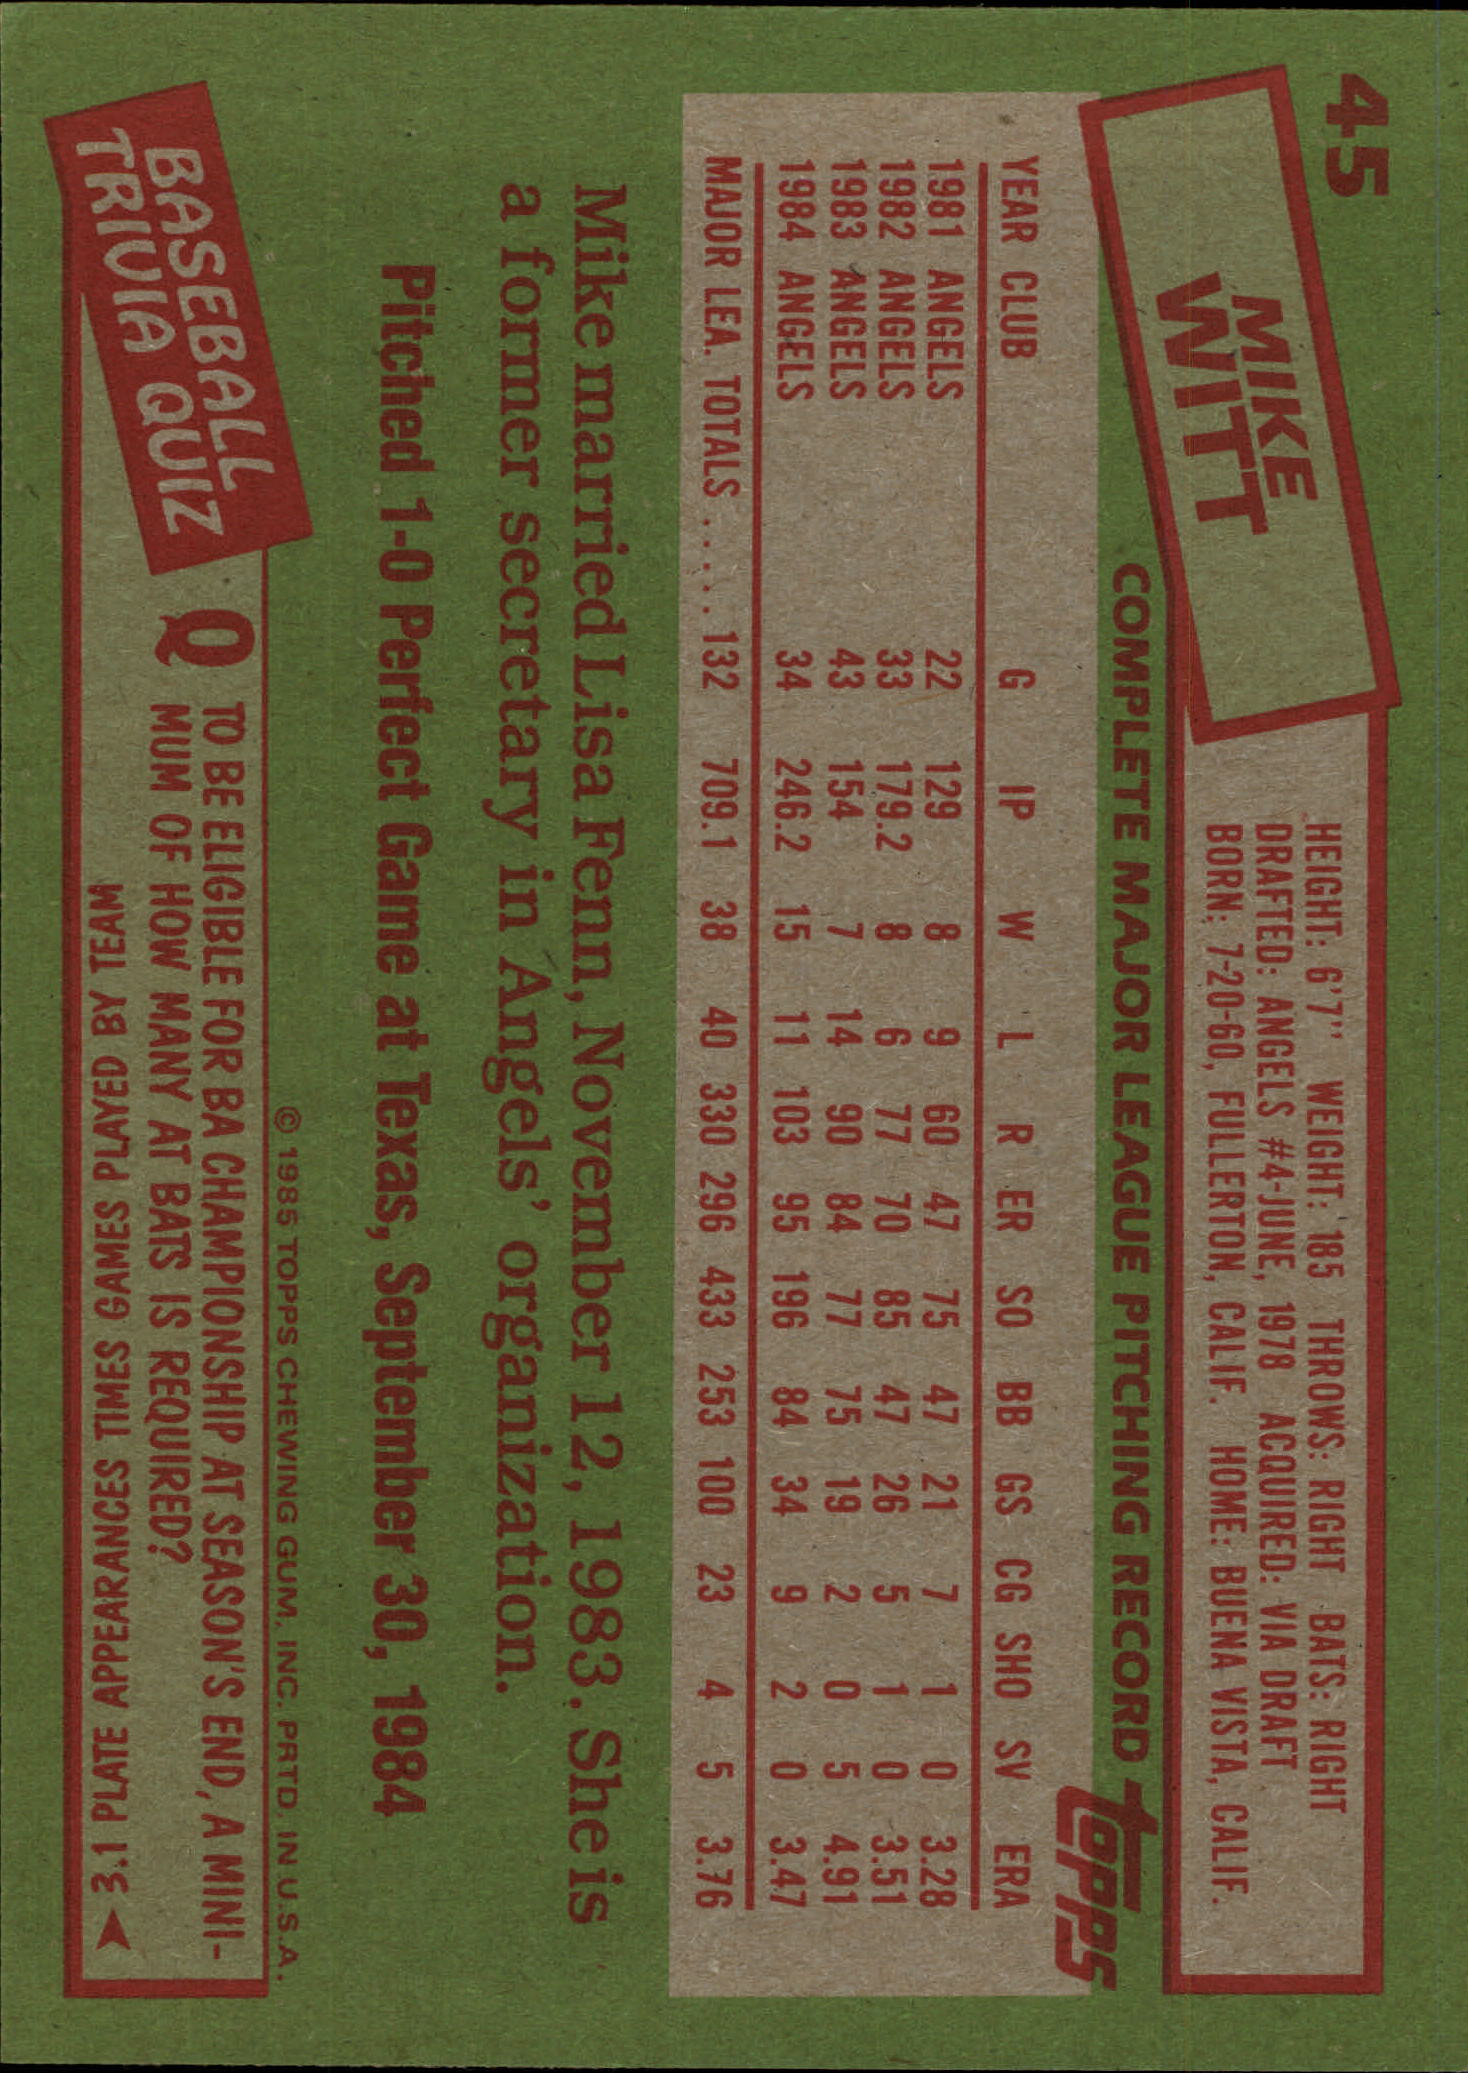 45
MIKE
WITT
HEIGHT: 6'7" WEIGHT: 185 THROWS: RIGHT BATS: RIGHT
DRAFTED: ANGELS #4-JUNE, 1978 ACQUIRED: VIA DRAFT
BORN: 7-20-60, FULLERTON, CALIF. HOME: BUENA VISTA, CALIF.
COMPLETE MAJOR LEAGUE PITCHING RECORD
topps
YEAR CLUB G IP W L R ER SO BB GS CG SHO SV ERA
1981 ANGELS 22 129 8 9 60 47 75 47 21 7 1 0 3.28
1982 ANGELS 33 179.2 8 6 77 70 85 47 26 5 1 0 3.51
1983 ANGELS 43 154 7 14 90 84 77 75 19 2 0 5 4.91
1984 ANGELS 34 246.2 15 11 103 95 196 84 34 9 2 0 3.47
MAJOR LEA. TOTALS ..... 132 709.1 38 40 330 296 433 253 100 23 4 5 3.76
Mike married Lisa Fenn, November 12, 1983. She is
a former secretary in Angels' organization.
Pitched 1-0 Perfect Game at Texas, September 30, 1984
© 1985 TOPPS CHEWING GUM, INC. PRTD. IN U.S.A.
BASEBALL
TRIVIA QUIZ
Q TO BE ELIGIBLE FOR BA CHAMPIONSHIP AT SEASON'S END, A MINI-
MUM OF HOW MANY AT BATS IS REQUIRED?
3.1 PLATE APPEARANCES TIMES GAMES PLAYED BY TEAM